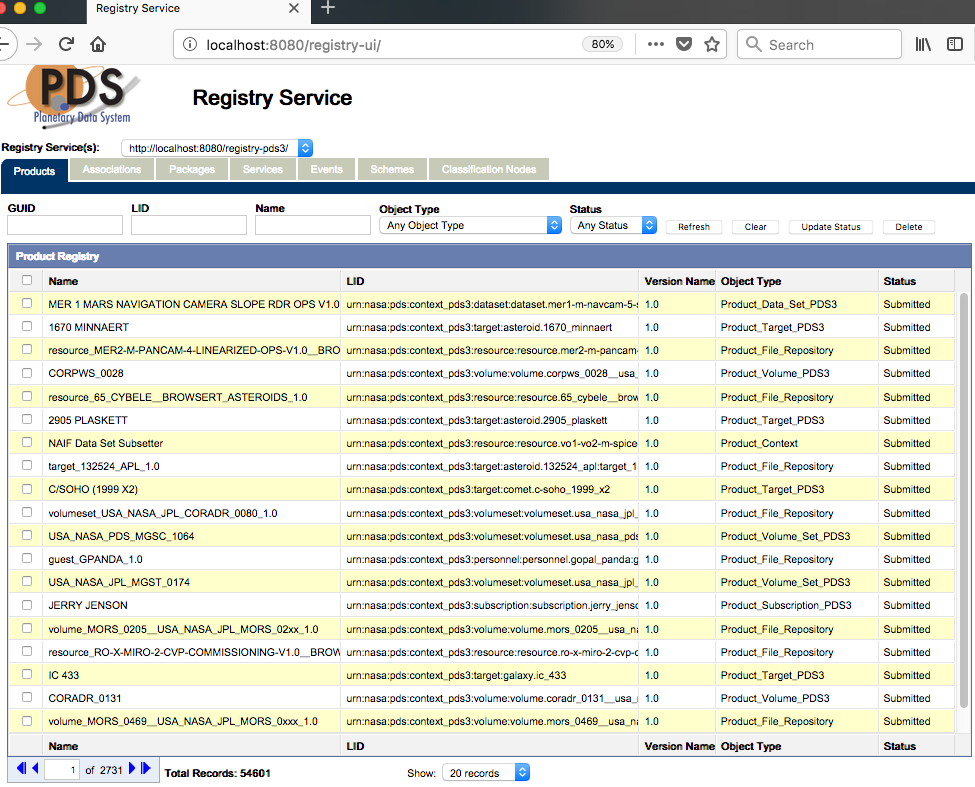 Registry Service
localhost:8080/registry-ui/ 80% Search
PDS
Planetary Data System
Registry Service
Registry Service(s): http://localhost:8080/registry-pds3/
Products Associations Packages Services Events Schemes Classification Nodes
GUID LID Name Object Type Status
Any Object Type Any Status Refresh Clear Update Status Delete
Product Registry
Name LID Version Name Object Type Status
MER 1 MARS NAVIGATION CAMERA SLOPE RDR OPS V1.0 urn:nasa:pds:context_pds3:dataset:dataset.mer1-m-navcam-5-s 1.0 Product_Data_Set_PDS3 Submitted
1670 MINNAERT urn:nasa:pds:context_pds3:target:asteroid.1670_minnaert 1.0 Product_Target_PDS3 Submitted
resource_MER2-M-PANCAM-4-LINEARIZED-OPS-V1.0__BRO urn:nasa:pds:context_pds3:resource:resource.mer2-m-pancam- 1.0 Product_File_Repository Submitted
CORPWS_0028 urn:nasa:pds:context_pds3:volume:volume.corpws_0028__usa_ 1.0 Product_Volume_PDS3 Submitted
resource_65_CYBELE__BROWSERT_ASTEROIDS_1.0 urn:nasa:pds:context_pds3:resource:resource.65_cybele__brow 1.0 Product_File_Repository Submitted
2905 PLASKETT urn:nasa:pds:context_pds3:target:asteroid.2905_plaskett 1.0 Product_Target_PDS3 Submitted
NAIF Data Set Subsetter urn:nasa:pds:context_pds3:resource:resource.vo1-vo2-m-spice 1.0 Product_Context Submitted
target_132524_APL_1.0 urn:nasa:pds:context_pds3:target:asteroid.132524_apl:target_1 1.0 Product_File_Repository Submitted
C/SOHO (1999 X2) urn:nasa:pds:context_pds3:target:comet.c-soho_1999_x2 1.0 Product_Target_PDS3 Submitted
volumeset_USA_NASA_JPL_CORADR_0080_1.0 urn:nasa:pds:context_pds3:volumeset:volumeset.usa_nasa_jpl_ 1.0 Product_File_Repository Submitted
USA_NASA_PDS_MGSC_1064 urn:nasa:pds:context_pds3:volumeset:volumeset.usa_nasa_pds 1.0 Product_Volume_Set_PDS3 Submitted
guest_GPANDA_1.0 urn:nasa:pds:context_pds3:personnel:personnel.gopal_panda:g 1.0 Product_File_Repository Submitted
USA_NASA_JPL_MGST_0174 urn:nasa:pds:context_pds3:volumeset:volumeset.usa_nasa_jpl_ 1.0 Product_Volume_Set_PDS3 Submitted
JERRY JENSON urn:nasa:pds:context_pds3:subscription:subscription.jerry_jenso 1.0 Product_Subscription_PDS3 Submitted
volume_MORS_0205__USA_NASA_JPL_MORS_02xx_1.0 urn:nasa:pds:context_pds3:volume:volume.mors_0205__usa_na 1.0 Product_File_Repository Submitted
resource_RO-X-MIRO-2-CVP-COMMISSIONING-V1.0__BROW urn:nasa:pds:context_pds3:resource:resource.ro-x-miro-2-cvp-c 1.0 Product_File_Repository Submitted
IC 433 urn:nasa:pds:context_pds3:target:galaxy.ic_433 1.0 Product_Target_PDS3 Submitted
CORADR_0131 urn:nasa:pds:context_pds3:volume:volume.coradr_0131__usa_ 1.0 Product_Volume_PDS3 Submitted
volume_MORS_0469__USA_NASA_JPL_MORS_0xxx_1.0 urn:nasa:pds:context_pds3:volume:volume.mors_0469__usa_na 1.0 Product_File_Repository Submitted
Name LID Version Name Object Type Status
1 of 2731 Total Records: 54601 Show: 20 records